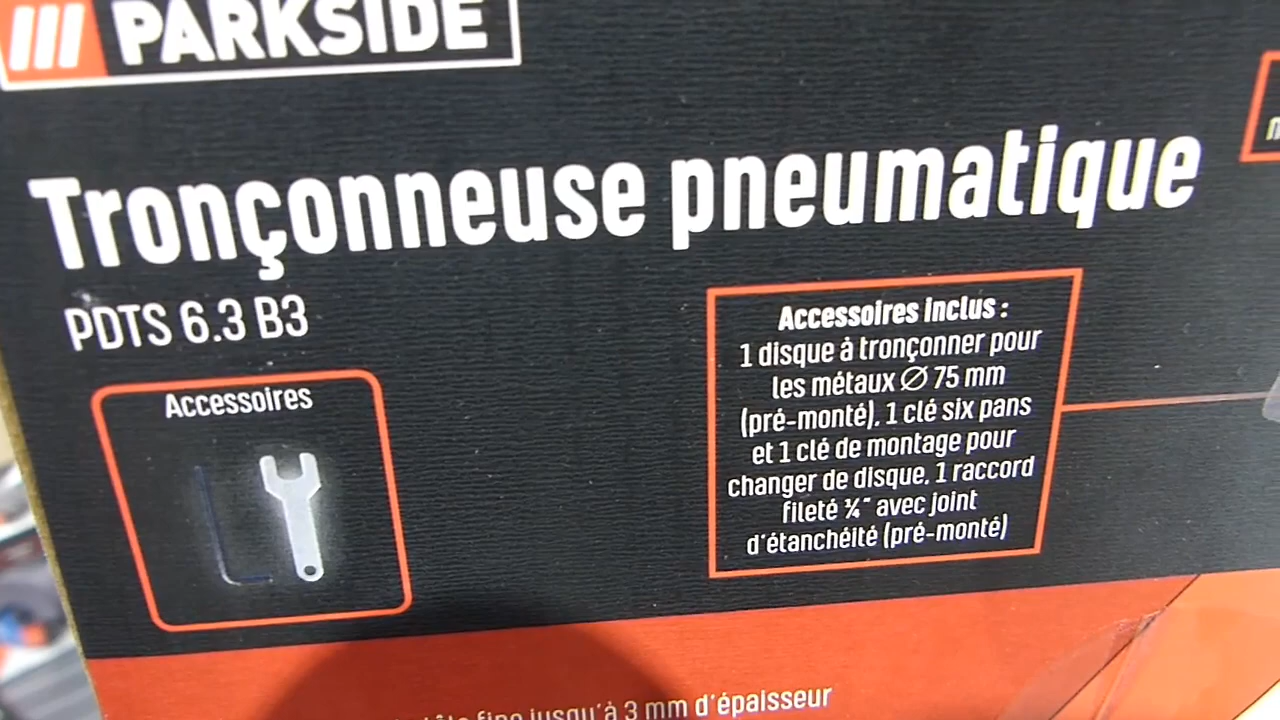 PARKSIDE
Tronçonneuse pneumatique
PDTS 6.3 B3
Accessoires
Accessoires inclus :
1 disque à tronçonner pour
les métaux Ø 75 mm
(pré-monté), 1 clé six pans
et 1 clé de montage pour
changer de disque, 1 raccord
fileté ¼" avec joint
d'étanchéité (pré-monté)
fine jusqu'à 3 mm d'épaisseur